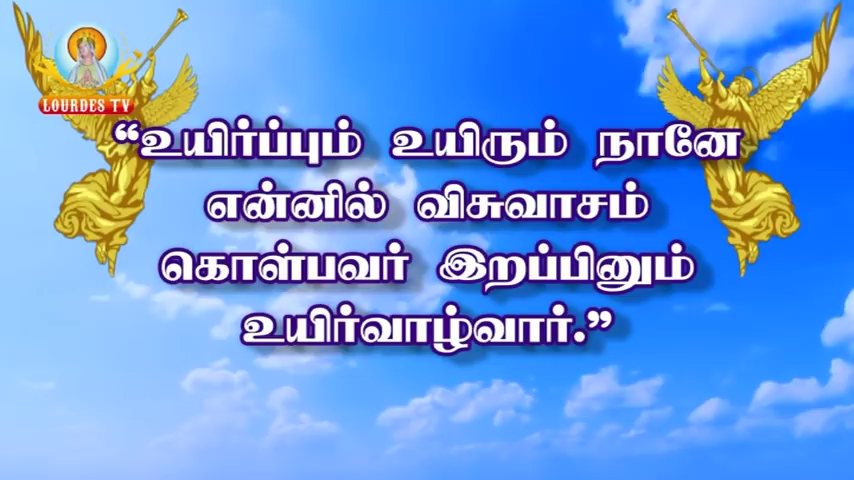 LOURDES TV
“உயிர்ப்பும் உயிரும் நானே
என்னில் விசுவாசம்
கொள்பவர் இறப்பினும்
உயிர்வாழ்வார்.”